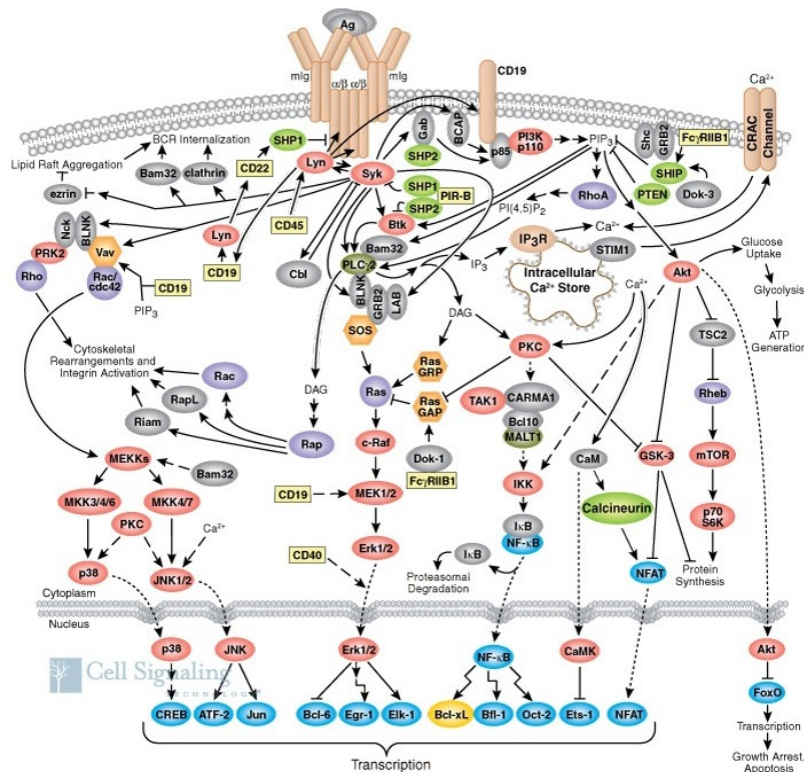 Ag
mIg
α/β α/β
mIg
CD19
Ca²⁺
CRAC
Channel
BCR Internalization
Lipid Raft Aggregation
ezrin
Bam32
clathrin
CD22
SHP1
Lyn
Syk
Gab
SHP2
BCAP
p85
PI3K
p110
PIP₃
Shc
GRB2
FcγRIIB1
SHIP
PTEN
Dok-3
SHP1
SHP2
PIR-B
CD45
Btk
RhoA
PI(4,5)P₂
Nck
BLNK
Vav
PRK2
Rho
Rac/
cdc42
CD19
PIP₃
Lyn
CD19
Cbl
Bam32
PLCγ2
BLNK
GRB2
LAB
SOS
IP₃
IP₃R
Ca²⁺
STIM1
Intracellular
Ca²⁺ Store
Ca²⁺
Akt
Glucose
Uptake
Glycolysis
ATP
Generation
TSC2
Rheb
mTOR
p70
S6K
Protein
Synthesis
DAG
PKC
Ras
GRP
Ras
Ras
GAP
Dok-1
FcγRIIB1
TAK1
CARMA1
Bcl10
MALT1
Cytoskeletal
Rearrangements and
Integrin Activation
Rac
RapL
Riam
DAG
Rap
c-Raf
CD19
MEK1/2
Erk1/2
CD40
IKK
IκB
NF-κB
IκB
Proteasomal
Degradation
CaM
Calcineurin
GSK-3
NFAT
MEKKs
Bam32
MKK3/4/6
MKK4/7
PKC
Ca²⁺
p38
JNK1/2
Cytoplasm
Nucleus
p38
JNK
Erk1/2
NF-κB
CaMK
Akt
Cell Signaling
TECHNOLOGY®
CREB
ATF-2
Jun
Bcl-6
Egr-1
Elk-1
Bcl-xL
Bfl-1
Oct-2
Ets-1
NFAT
FoxO
Transcription
Transcription
Growth Arrest,
Apoptosis